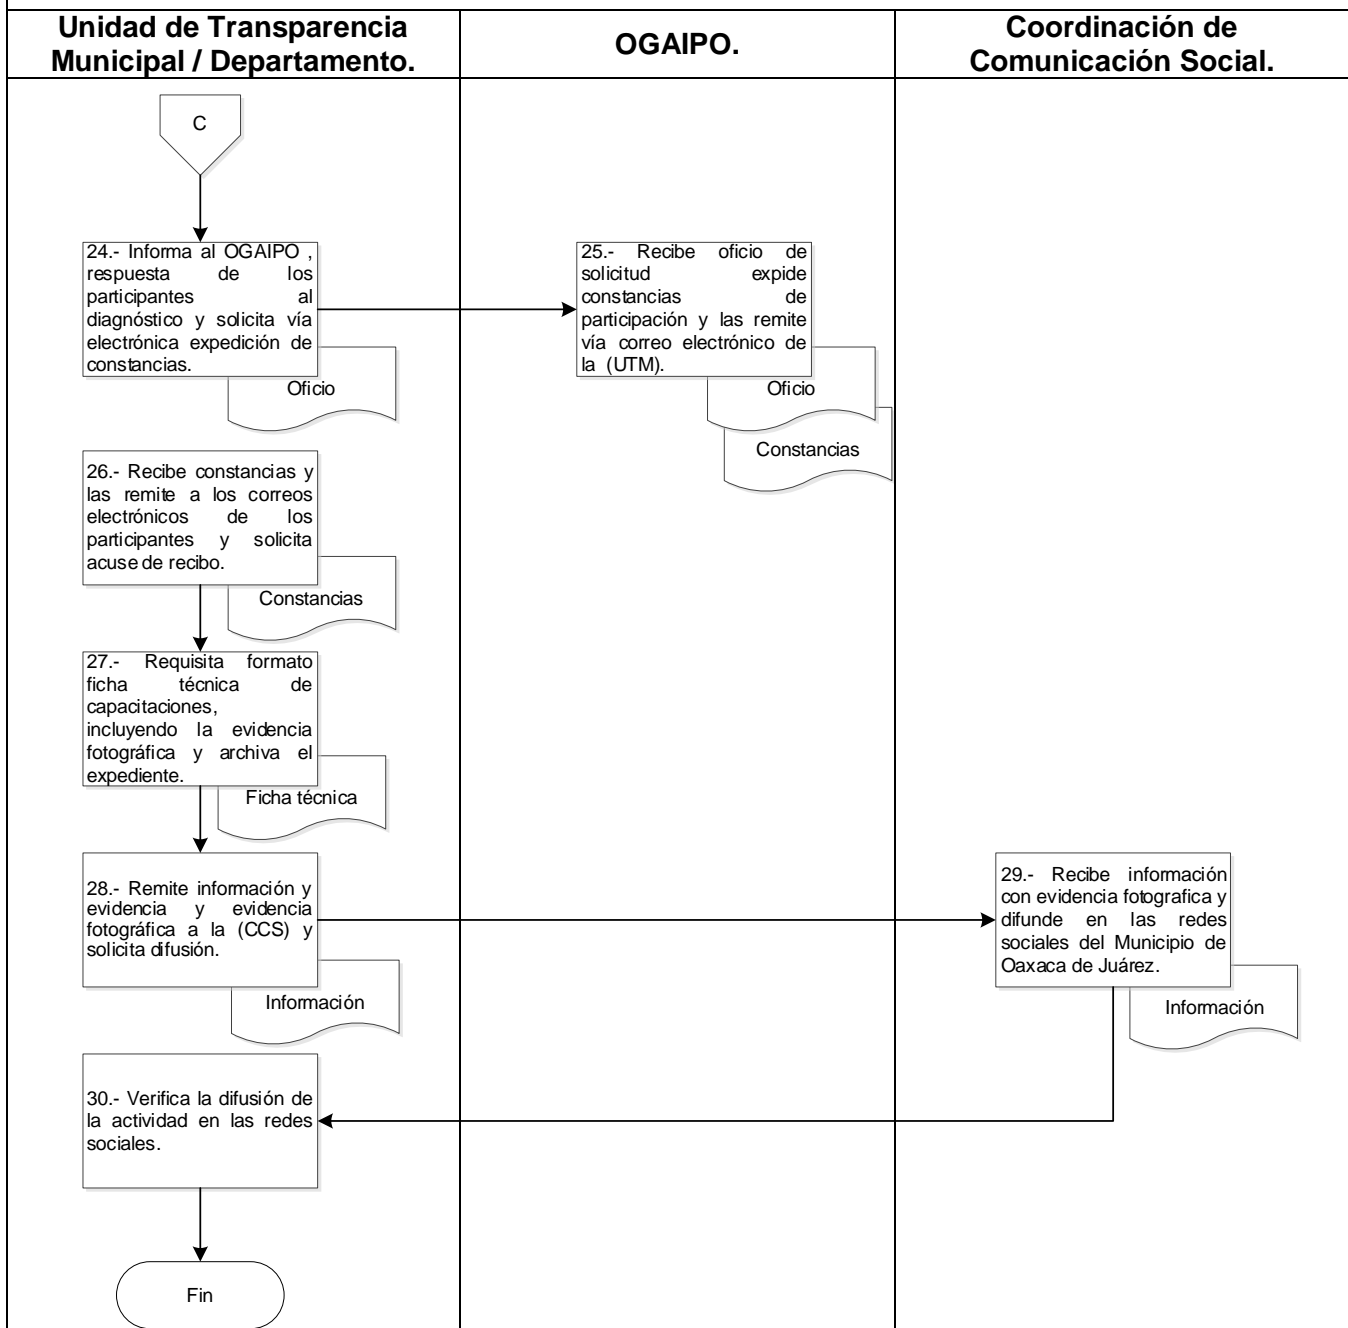 Unidad de Transparencia
Municipal / Departamento.
OGAIPO.
Coordinación de
Comunicación Social.
C
24.- Informa al OGAIPO ,
respuesta de los
participantes al
diagnóstico y solicita vía
electrónica expedición de
constancias.
Oficio
25.- Recibe oficio de
solicitud expide
constancias de
participación y las remite
vía correo electrónico de
la (UTM).
Oficio
Constancias
26.- Recibe constancias y
las remite a los correos
electrónicos de los
participantes y solicita
acuse de recibo.
Constancias
27.- Requisita formato
ficha técnica de
capacitaciones,
incluyendo la evidencia
fotográfica y archiva el
expediente.
Ficha técnica
28.- Remite información y
evidencia y evidencia
fotográfica a la (CCS) y
solicita difusión.
Información
29.- Recibe información
con evidencia fotografica y
difunde en las redes
sociales del Municipio de
Oaxaca de Juárez.
Información
30.- Verifica la difusión de
la actividad en las redes
sociales.
Fin